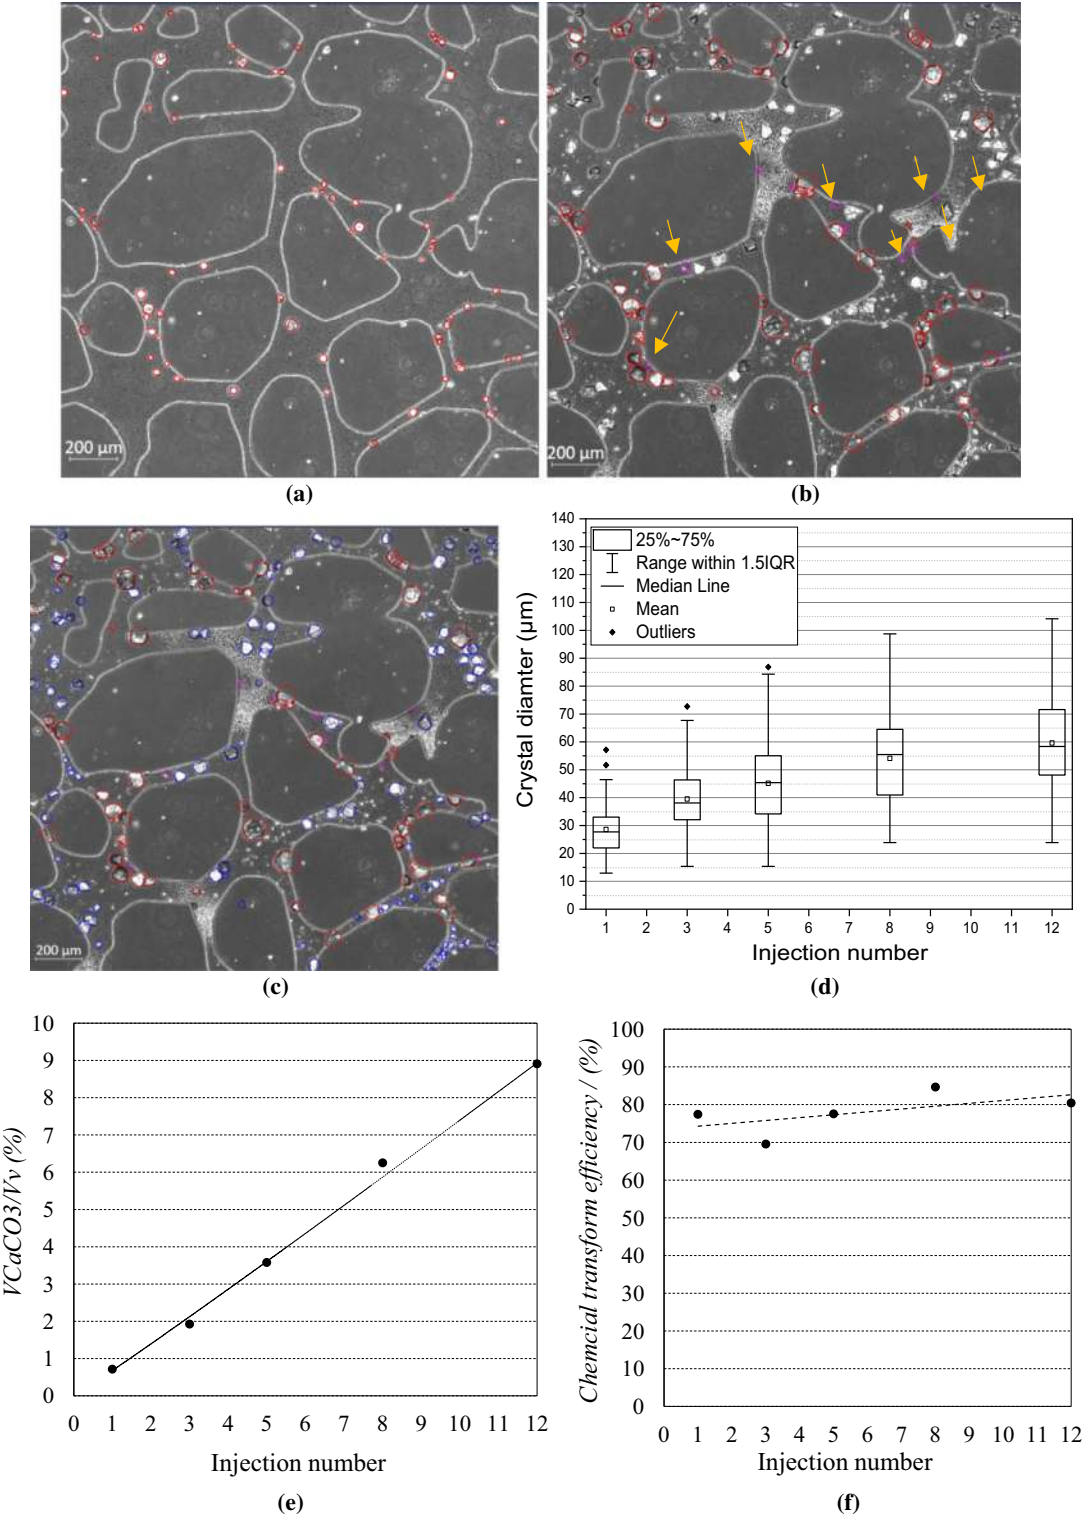 200 µm
(a)
200 µm
(b)
200 µm
(c)
Crystal diamter (µm)
140
130
120
110
100
90
80
70
60
50
40
30
20
10
0
25%~75%
Range within 1.5IQR
Median Line
Mean
Outliers
1 2 3 4 5 6 7 8 9 10 11 12
Injection number
(d)
VCaCO3/Vv (%)
10
9
8
7
6
5
4
3
2
1
0
0 1 2 3 4 5 6 7 8 9 10 11 12
Injection number
(e)
Chemcial transform efficiency / (%)
100
90
80
70
60
50
40
30
20
10
0
0 1 2 3 4 5 6 7 8 9 10 11 12
Injection number
(f)